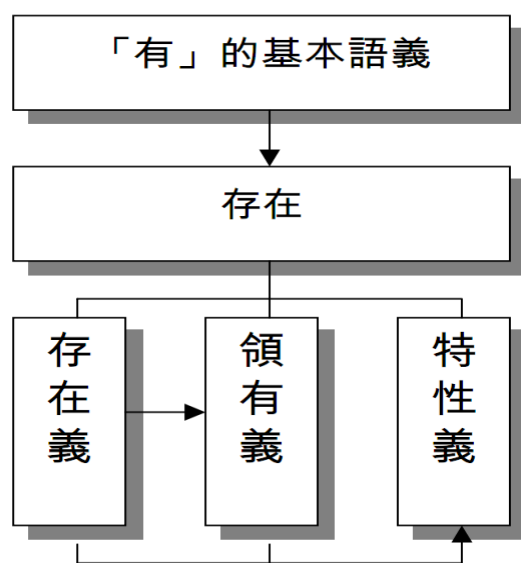 「有」的基本語義
存在
存在義
領有義
特性義